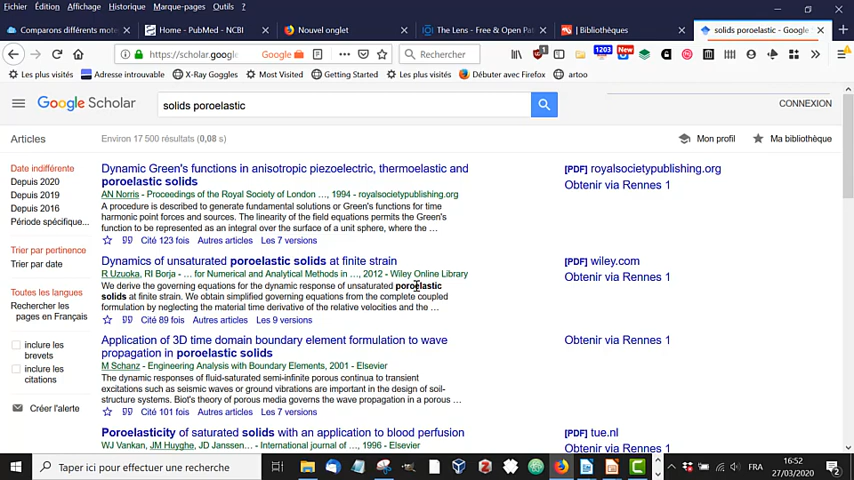 Fichier Édition Affichage Historique Marque-pages Outils Aide
Comparons différents mote
Home - PubMed - NCBI
Nouvel onglet
The Lens - Free & Open Pat
| Bibliothèques
solids poroelastic - Google
https://scholar.google
Google
Rechercher
1203
New
Les plus visités
Adresse introuvable
X-Ray Goggles
Most Visited
Getting Started
Les plus visités
Débuter avec Firefox
artoo
Google Scholar
solids poroelastic
CONNEXION
Articles
Environ 17 500 résultats (0,08 s)
Mon profil
Ma bibliothèque
Date indifférente
Depuis 2020
Depuis 2019
Depuis 2016
Période spécifique...
Trier par pertinence
Trier par date
Toutes les langues
Rechercher les
pages en Français
inclure les
brevets
inclure les
citations
Créer l'alerte
Dynamic Green's functions in anisotropic piezoelectric, thermoelastic and
poroelastic solids
AN Norris - Proceedings of the Royal Society of London …, 1994 - royalsocietypublishing.org
A procedure is described to generate fundamental solutions or Green's functions for time
harmonic point forces and sources. The linearity of the field equations permits the Green's
function to be represented as an integral over the surface of a unit sphere, where the …
Cité 123 fois Autres articles Les 7 versions
[PDF] royalsocietypublishing.org
Obtenir via Rennes 1
Dynamics of unsaturated poroelastic solids at finite strain
R Uzuoka, RI Borja - … for Numerical and Analytical Methods in …, 2012 - Wiley Online Library
We derive the governing equations for the dynamic response of unsaturated poroelastic
solids at finite strain. We obtain simplified governing equations from the complete coupled
formulation by neglecting the material time derivative of the relative velocities and the …
Cité 89 fois Autres articles Les 9 versions
[PDF] wiley.com
Obtenir via Rennes 1
Application of 3D time domain boundary element formulation to wave
propagation in poroelastic solids
M Schanz - Engineering Analysis with Boundary Elements, 2001 - Elsevier
The dynamic responses of fluid-saturated semi-infinite porous continua to transient
excitations such as seismic waves or ground vibrations are important in the design of soil-
structure systems. Biot's theory of porous media governs the wave propagation in a porous …
Cité 101 fois Autres articles Les 7 versions
Obtenir via Rennes 1
Poroelasticity of saturated solids with an application to blood perfusion
WJ Vankan, JM Huyghe, JD Janssen… - International journal of …, 1996 - Elsevier
[PDF] tue.nl
Obtenir via Rennes 1
Taper ici pour effectuer une recherche
FRA
16:52
27/03/2020
2